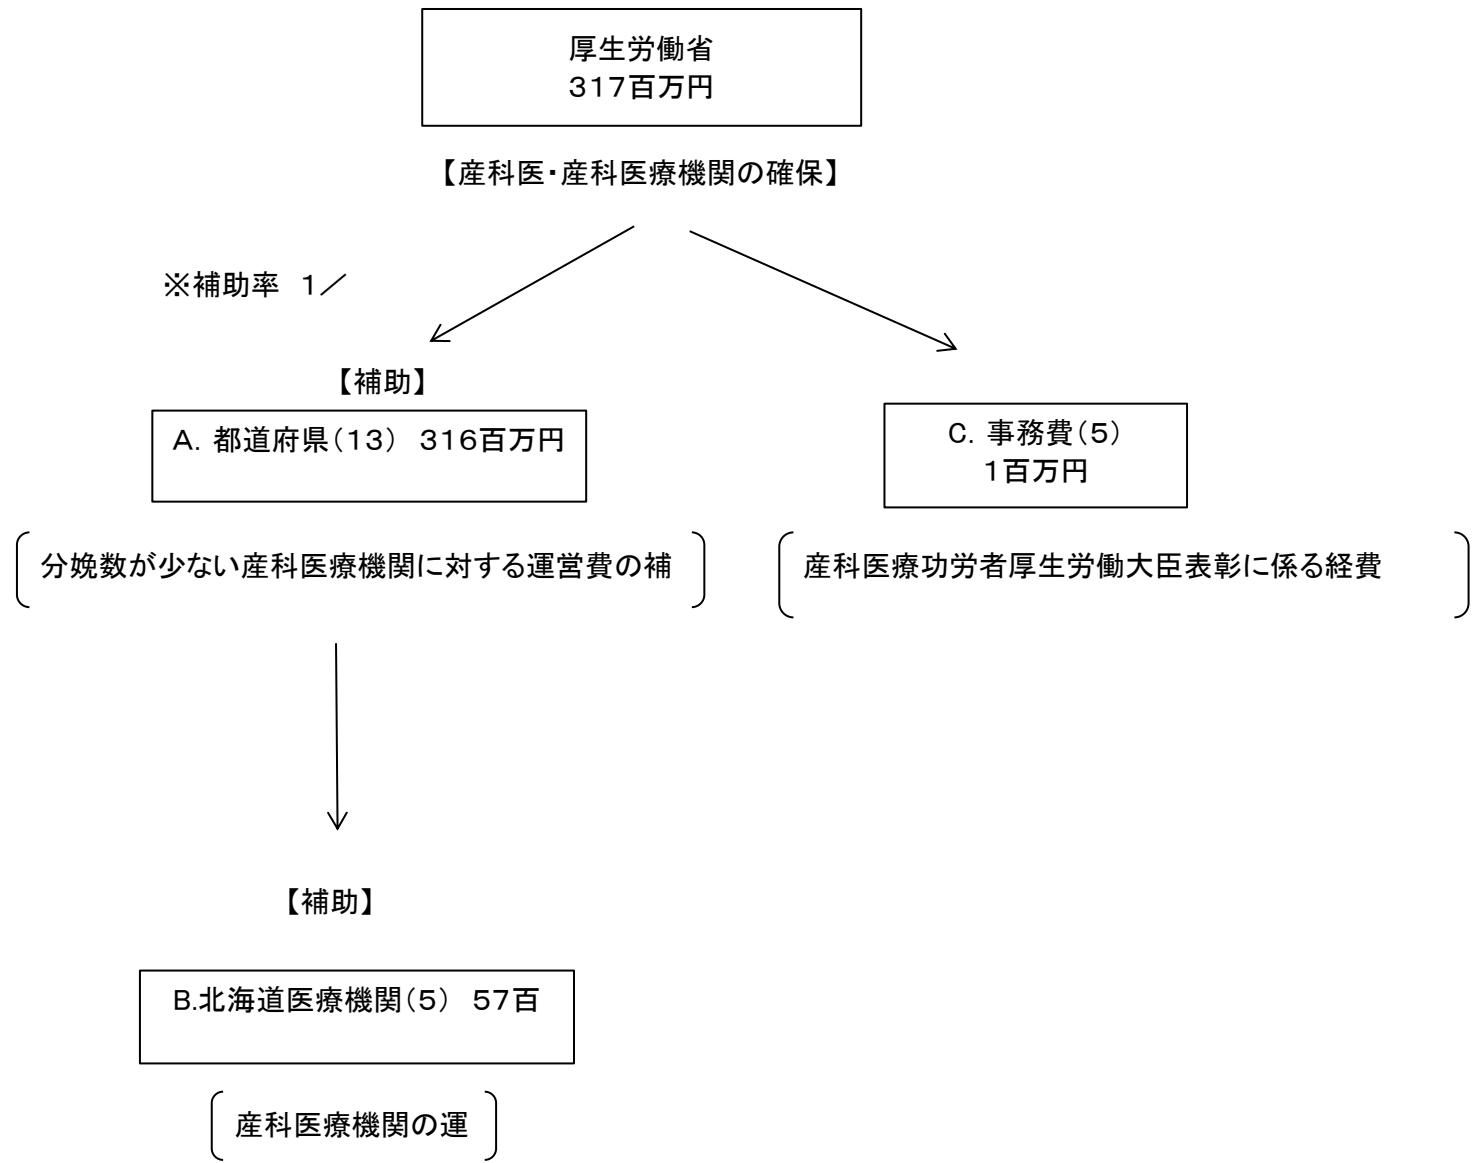 厚生労働省
３１７百万円
【産科医・産科医療機関の確保】
※補助率　１／
【補助】
Ａ．都道府県（１３）　３１６百万円
Ｃ．事務費（５）
１百万円
分娩数が少ない産科医療機関に対する運営費の補
産科医療功労者厚生労働大臣表彰に係る経費
【補助】
Ｂ.北海道医療機関（５）　５７百
産科医療機関の運